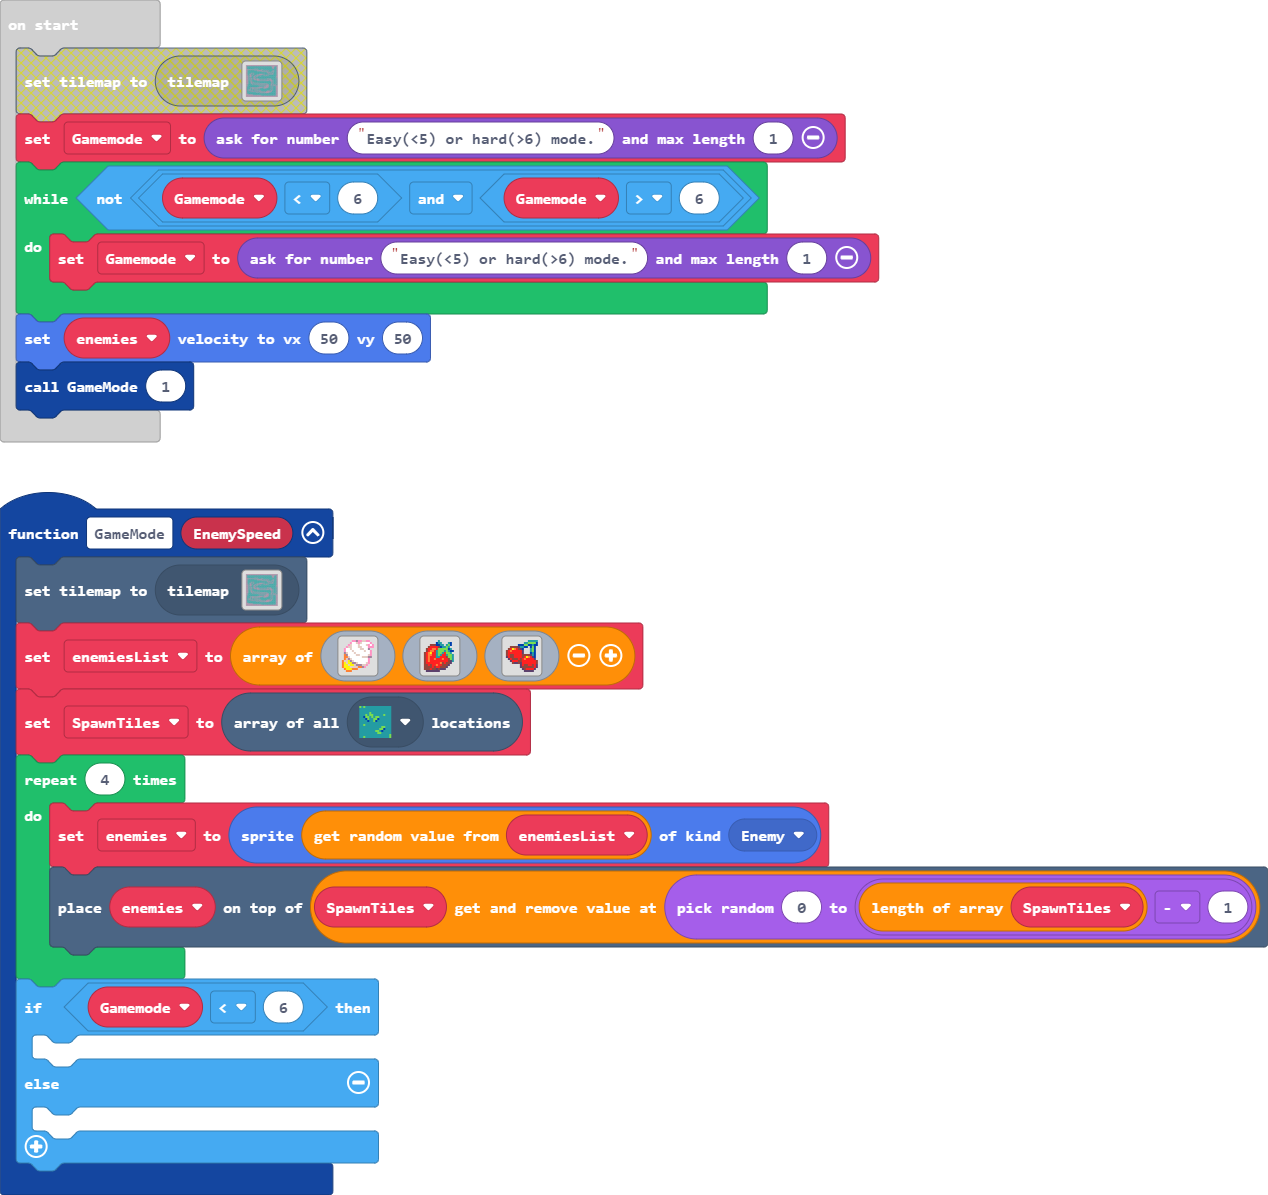 on start
set tilemap to tilemap
set Gamemode to ask for number "Easy(<5) or hard(>6) mode." and max length 1
while not Gamemode < 6 and Gamemode > 6
do set Gamemode to ask for number "Easy(<5) or hard(>6) mode." and max length 1
set enemies velocity to vx 50 vy 50
call GameMode 1
function GameMode EnemySpeed
set tilemap to tilemap
set enemiesList to array of
set SpawnTiles to array of all locations
repeat 4 times
do
set enemies to sprite get random value from enemiesList of kind Enemy
place enemies on top of SpawnTiles get and remove value at pick random 0 to length of array SpawnTiles - 1
if Gamemode < 6 then
else